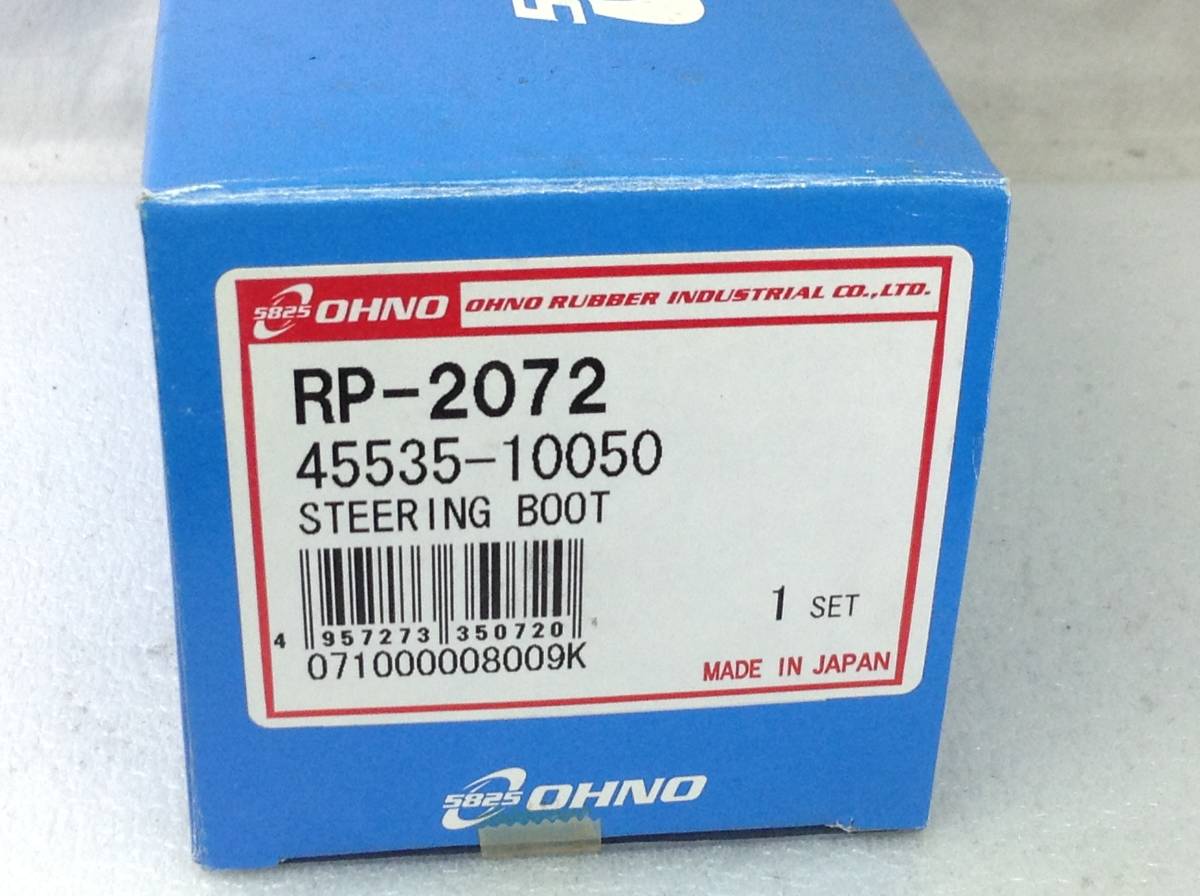 5825 OHNO OHNO RUBBER INDUSTRIAL CO.,LTD.
RP-2072
45535-10050
STEERING BOOT
4 957273 350720
1 SET
071000008009K
MADE IN JAPAN
5825 OHNO